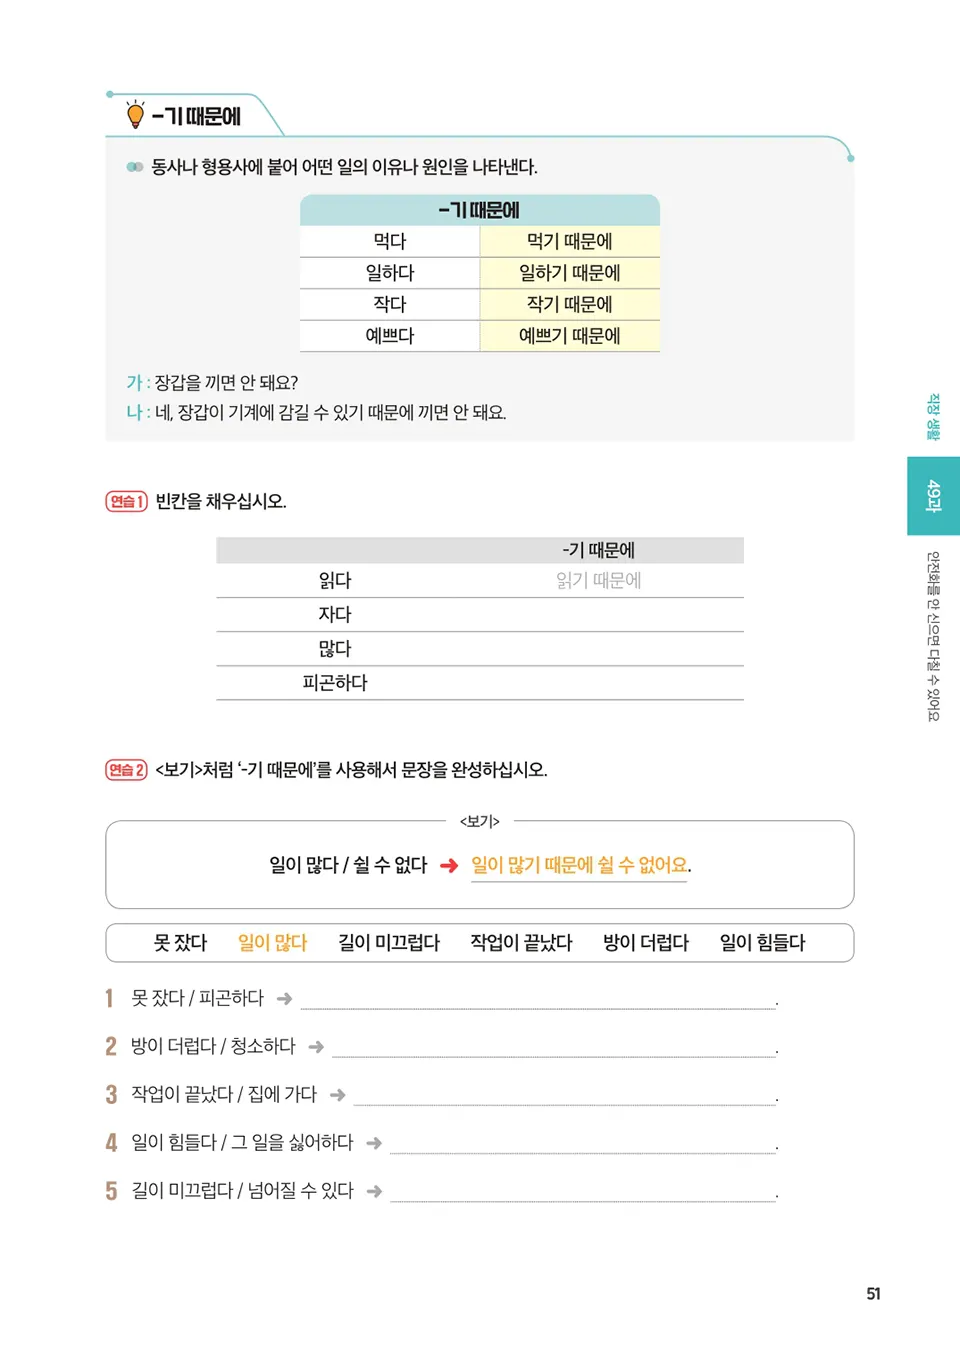 -기 때문에
동사나 형용사에 붙어 어떤 일의 이유나 원인을 나타낸다.
-기 때문에
먹다 먹기 때문에
일하다 일하기 때문에
작다 작기 때문에
예쁘다 예쁘기 때문에
가 : 장갑을 끼면 안 돼요?
나 : 네, 장갑이 기계에 감길 수 있기 때문에 끼면 안 돼요.
연습 1 빈칸을 채우십시오.
-기 때문에
읽다 읽기 때문에
자다
많다
피곤하다
연습 2 <보기>처럼 ‘-기 때문에’를 사용해서 문장을 완성하십시오.
<보기>
일이 많다 / 쉴 수 없다 ➜ 일이 많기 때문에 쉴 수 없어요.
못 잤다 일이 많다 길이 미끄럽다 작업이 끝났다 방이 더럽다 일이 힘들다
1 못 잤다 / 피곤하다 ➜ .
2 방이 더럽다 / 청소하다 ➜ .
3 작업이 끝났다 / 집에 가다 ➜ .
4 일이 힘들다 / 그 일을 싫어하다 ➜ .
5 길이 미끄럽다 / 넘어질 수 있다 ➜ .
직장 생활
49과
안전화를 안 신으면 다칠 수 있어요
51